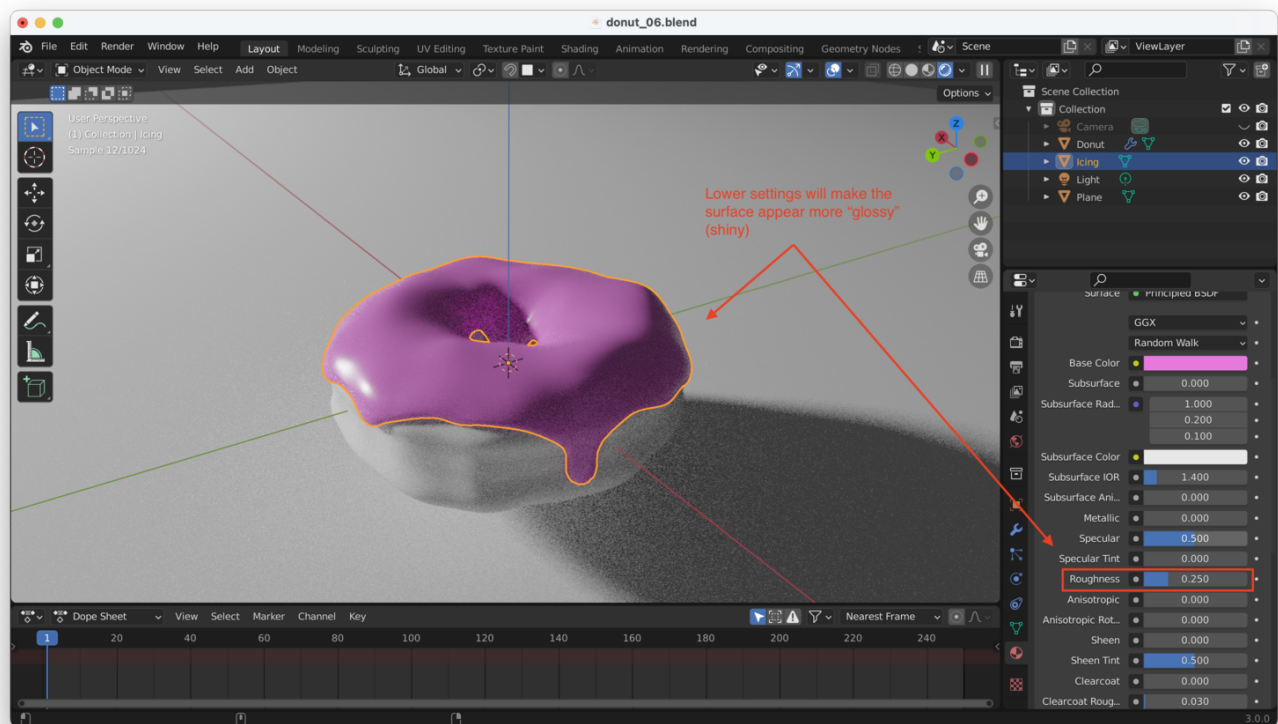 donut_06.blend
File Edit Render Window Help Layout Modeling Sculpting UV Editing Texture Paint Shading Animation Rendering Compositing Geometry Nodes Scene ViewLayer
Object Mode View Select Add Object Global
Options
User Perspective
(1) Collection | Icing
Sample 12/1024
Z
X
Y
Lower settings will make the
surface appear more “glossy”
(shiny)
Scene Collection
Collection
Camera
Donut
Icing
Light
Plane
Surface Principled BSDF
GGX
Random Walk
Base Color
Subsurface 0.000
Subsurface Rad... 1.000
0.200
0.100
Subsurface Color
Subsurface IOR 1.400
Subsurface Ani... 0.000
Metallic 0.000
Specular 0.500
Specular Tint 0.000
Roughness 0.250
Anisotropic 0.000
Anisotropic Rot... 0.000
Sheen 0.000
Sheen Tint 0.500
Clearcoat 0.000
Clearcoat Roug... 0.030
Dope Sheet View Select Marker Channel Key Nearest Frame
1 20 40 60 80 100 120 140 160 180 200 220 240
3.0.0